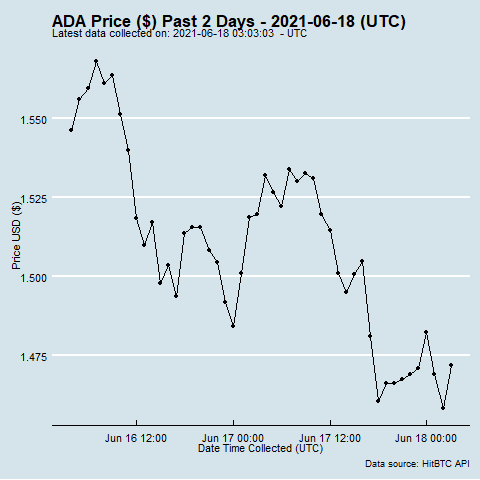 ADA Price ($) Past 2 Days - 2021-06-18 (UTC)
Latest data collected on: 2021-06-18 03:03:03  - UTC
1.550
1.525
1.500
1.475
Price USD ($)
Jun 16 12:00 Jun 17 00:00 Jun 17 12:00 Jun 18 00:00
Date Time Collected (UTC)
Data source: HitBTC API